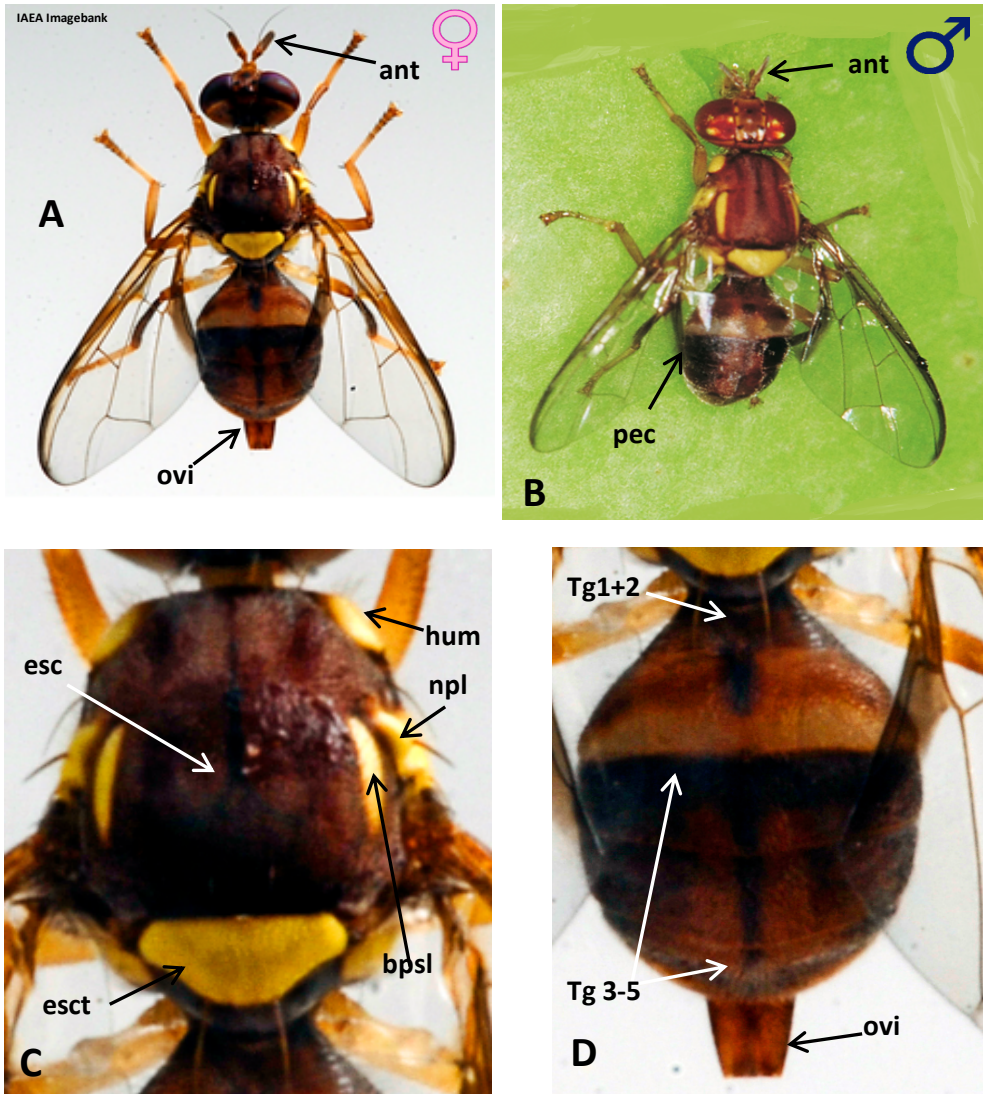 IAEA Imagebank
ant
A
ovi
ant
pec
B
hum
esc
npl
bpsl
esct
C
Tg1+2
Tg 3-5
ovi
D